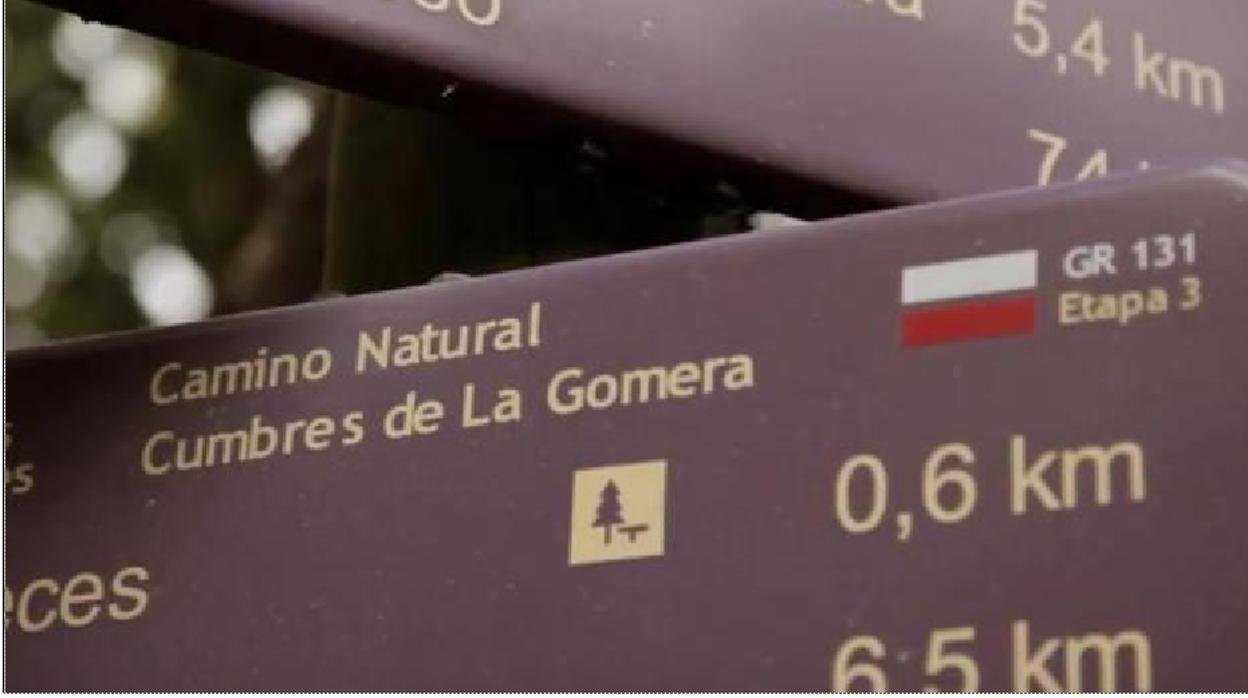 5,4 km
Camino Natural
Cumbres de La Gomera
GR 131
Etapa 3
0,6 km
6,5 km